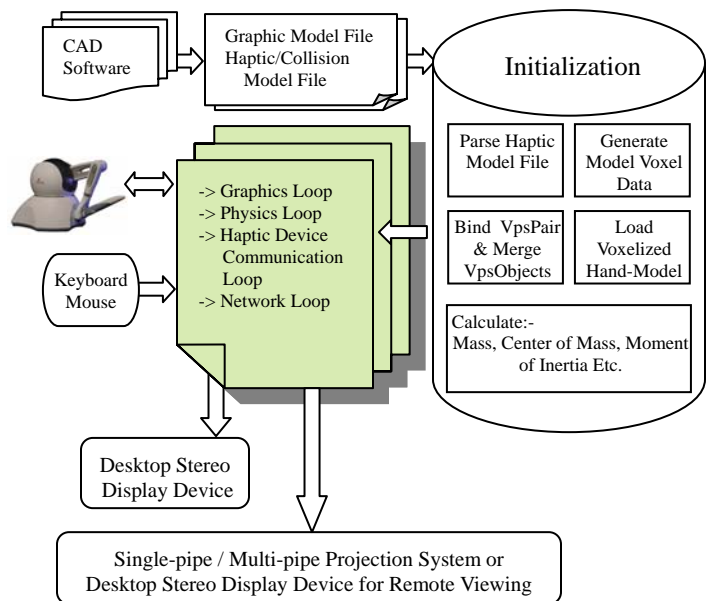 CAD
Software
Graphic Model File
Haptic/Collision
Model File
Initialization
Parse Haptic
Model File
Generate
Model Voxel
Data
Bind VpsPair
& Merge
VpsObjects
Load
Voxelized
Hand-Model
Calculate:-
Mass, Center of Mass, Moment
of Inertia Etc.
-> Graphics Loop
-> Physics Loop
-> Haptic Device
Communication
Loop
-> Network Loop
Keyboard
Mouse
Desktop Stereo
Display Device
Single-pipe / Multi-pipe Projection System or
Desktop Stereo Display Device for Remote Viewing